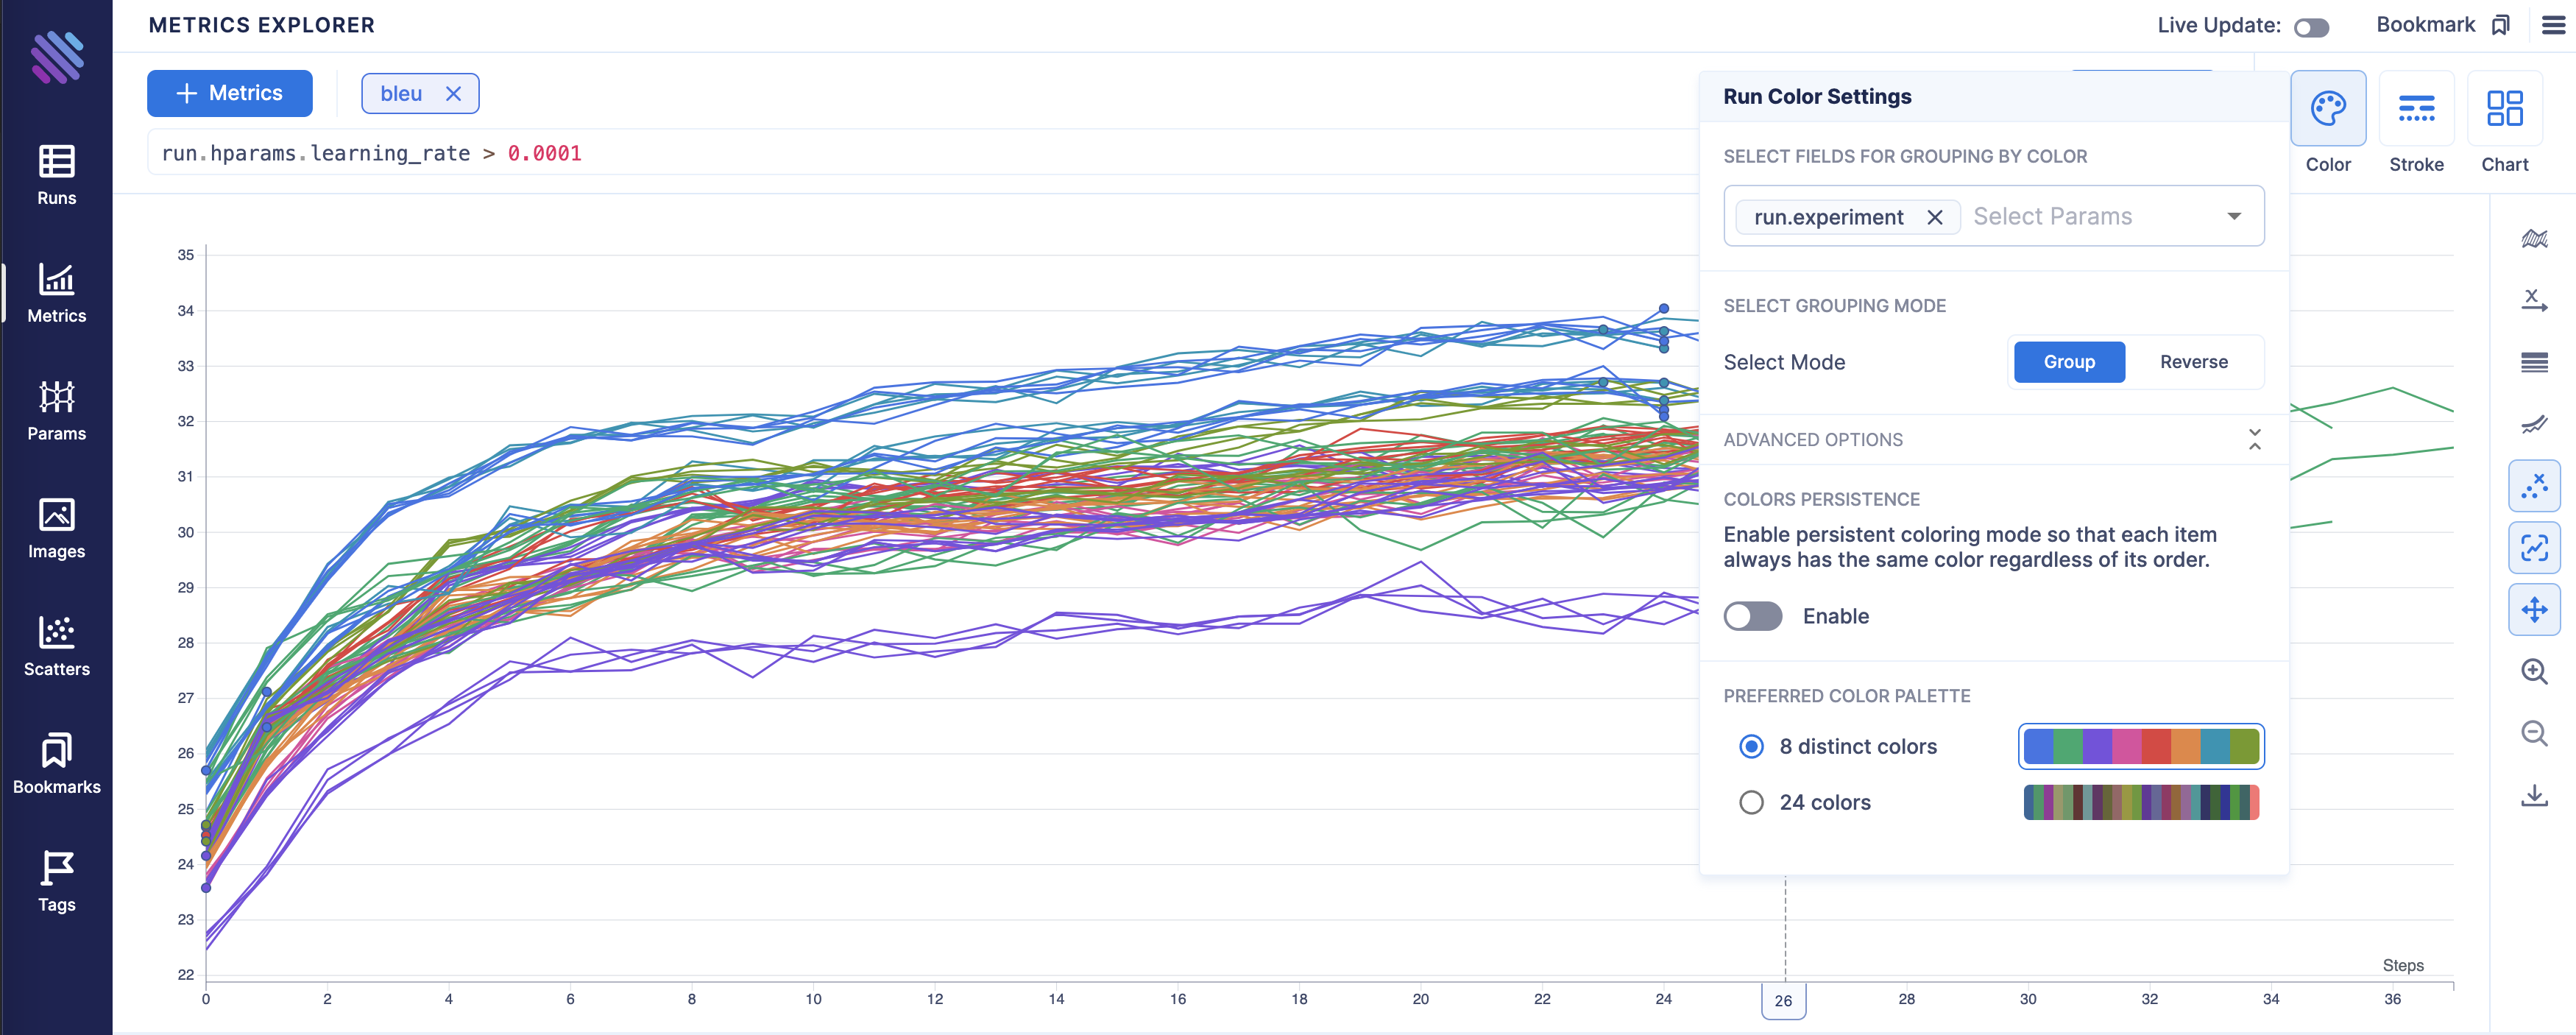 METRICS EXPLORER
Live Update:
Bookmark
Metrics
bleu
run.hparams.learning_rate > 0.0001
Runs
Metrics
Params
Images
Scatters
Bookmarks
Tags
Run Color Settings
SELECT FIELDS FOR GROUPING BY COLOR
run.experiment Select Params
SELECT GROUPING MODE
Select Mode Group Reverse
ADVANCED OPTIONS
COLORS PERSISTENCE
Enable persistent coloring mode so that each item
always has the same color regardless of its order.
Enable
PREFERRED COLOR PALETTE
8 distinct colors
24 colors
Color Stroke Chart
35
34
33
32
31
30
29
28
27
26
25
24
23
22
Steps
0 2 4 6 8 10 12 14 16 18 20 22 24 26 28 30 32 34 36